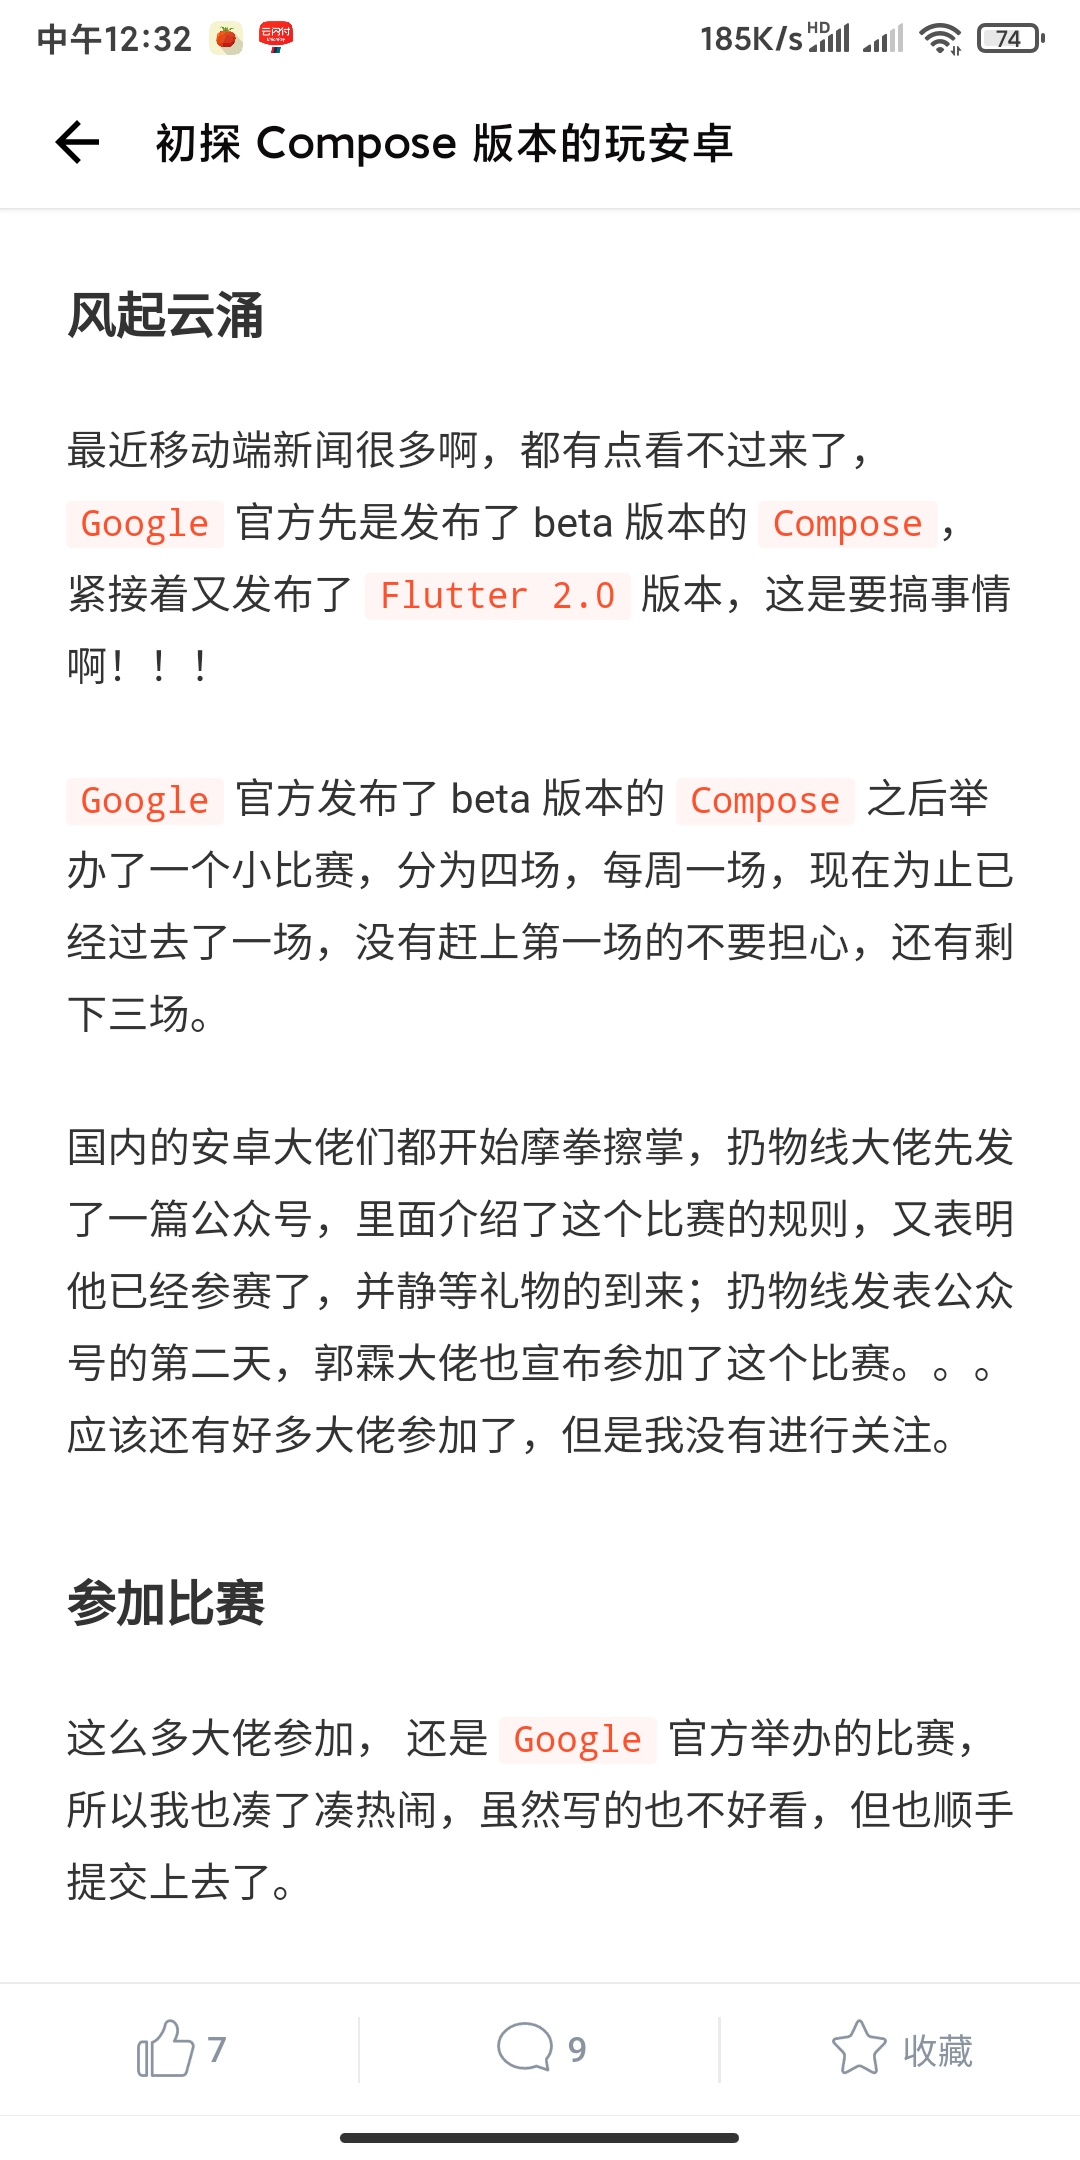 中午12:32
云闪付
185K/s
HD
74
初探 Compose 版本的玩安卓
风起云涌
最近移动端新闻很多啊，都有点看不过来了，
Google 官方先是发布了 beta 版本的 Compose，
紧接着又发布了 Flutter 2.0 版本，这是要搞事情
啊！！！
Google 官方发布了 beta 版本的 Compose 之后举
办了一个小比赛，分为四场，每周一场，现在为止已
经过去了一场，没有赶上第一场的不要担心，还有剩
下三场。
国内的安卓大佬们都开始摩拳擦掌，扔物线大佬先发
了一篇公众号，里面介绍了这个比赛的规则，又表明
他已经参赛了，并静等礼物的到来；扔物线发表公众
号的第二天，郭霖大佬也宣布参加了这个比赛。。。
应该还有好多大佬参加了，但是我没有进行关注。
参加比赛
这么多大佬参加， 还是 Google 官方举办的比赛，
所以我也凑了凑热闹，虽然写的也不好看，但也顺手
提交上去了。
7
9
收藏